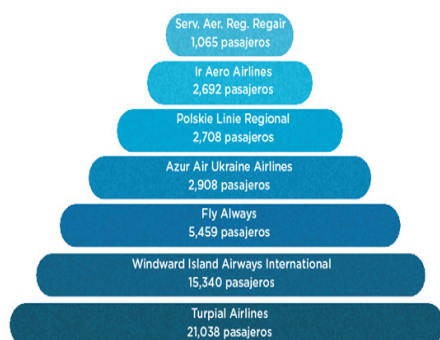 Serv. Aer. Reg. Regair
1,065 pasajeros
Ir Aero Airlines
2,692 pasajeros
Polskie Linie Regional
2,708 pasajeros
Azur Air Ukraine Airlines
2,908 pasajeros
Fly Always
5,459 pasajeros
Windward Island Airways International
15,340 pasajeros
Turpial Airlines
21,038 pasajeros